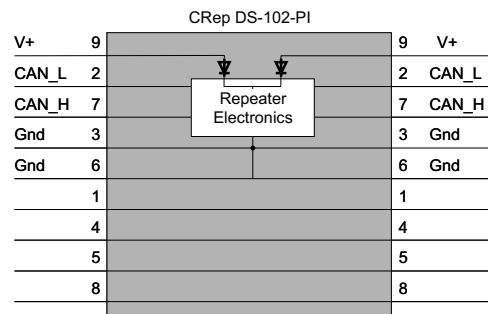 CRep DS-102-PI
V+ 9 9 V+
CAN_L 2 2 CAN_L
CAN_H 7 Repeater 7 CAN_H
Electronics
Gnd 3 3 Gnd
Gnd 6 6 Gnd
1 1
4 4
5 5
8 8